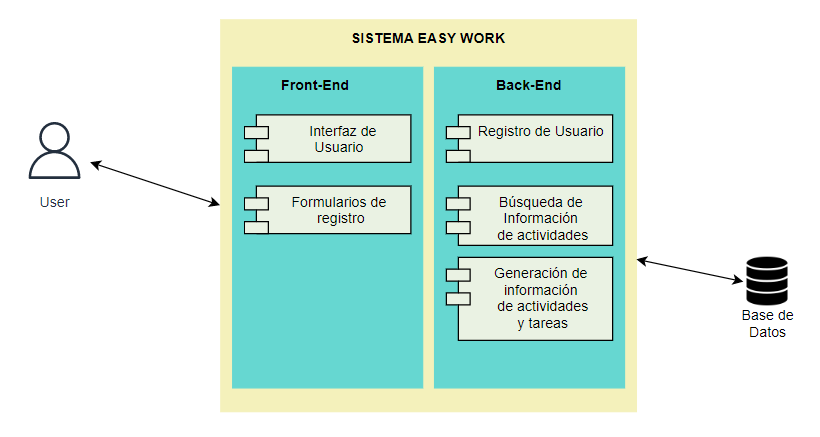 SISTEMA EASY WORK
Front-End
Interfaz de
Usuario
Formularios de
registro
Back-End
Registro de Usuario
Búsqueda de
Información
de actividades
Generación de
información
de actividades
y tareas
User
Base de
Datos